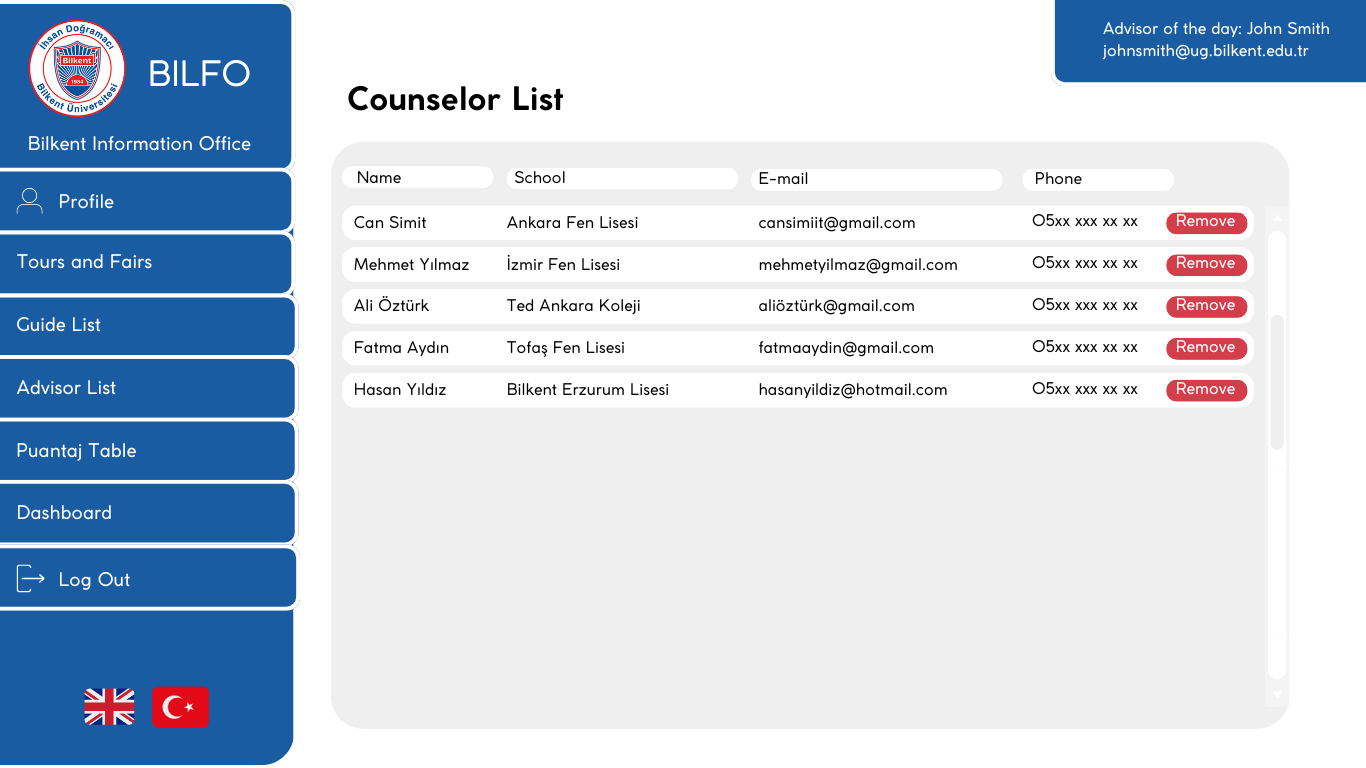 İhsan Doğramacı
Bilkent
1984
Bilkent Üniversitesi
BILFO
Bilkent Information Office
Profile
Tours and Fairs
Guide List
Advisor List
Puantaj Table
Dashboard
Log Out
Advisor of the day: John Smith
johnsmith@ug.bilkent.edu.tr
Counselor List
Name School E-mail Phone
Can Simit Ankara Fen Lisesi cansimiit@gmail.com 05xx xxx xx xx Remove
Mehmet Yılmaz İzmir Fen Lisesi mehmetyilmaz@gmail.com 05xx xxx xx xx Remove
Ali Öztürk Ted Ankara Koleji aliöztürk@gmail.com 05xx xxx xx xx Remove
Fatma Aydın Tofaş Fen Lisesi fatmaaydin@gmail.com 05xx xxx xx xx Remove
Hasan Yıldız Bilkent Erzurum Lisesi hasanyildiz@hotmail.com 05xx xxx xx xx Remove